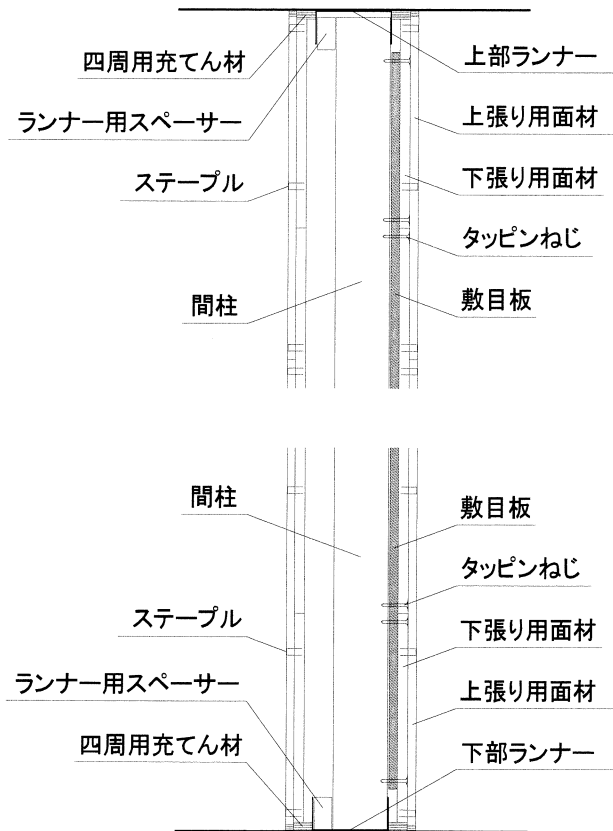 四周用充てん材
ランナー用スペーサー
ステープル
間柱
上部ランナー
上張り用面材
下張り用面材
タッピンねじ
敷目板
間柱
ステープル
ランナー用スペーサー
四周用充てん材
敷目板
タッピンねじ
下張り用面材
上張り用面材
下部ランナー